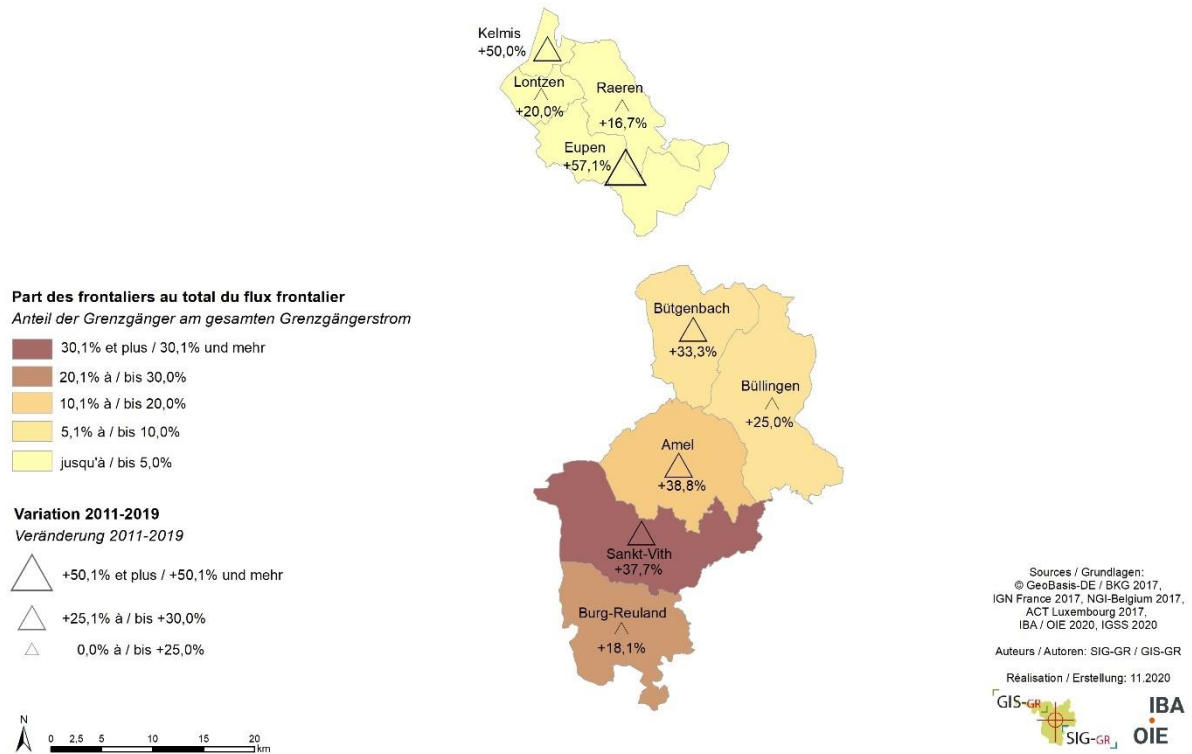 Kelmis
+50,0%
Lontzen
+20,0%
Raeren
+16,7%
Eupen
+57,1%
Bütgenbach
+33,3%
Büllingen
+25,0%
Amel
+38,8%
Sankt-Vith
+37,7%
Burg-Reuland
+18,1%
Part des frontaliers au total du flux frontalier
Anteil der Grenzgänger am gesamten Grenzgängerstrom
30,1% et plus / 30,1% und mehr
20,1% à / bis 30,0%
10,1% à / bis 20,0%
5,1% à / bis 10,0%
jusqu'à / bis 5,0%
Variation 2011-2019
Veränderung 2011-2019
+50,1% et plus / +50,1% und mehr
+25,1% à / bis +30,0%
0,0% à / bis +25,0%
N
0 2,5 5 10 15 20
km
Sources / Grundlagen:
© GeoBasis-DE / BKG 2017,
IGN France 2017, NGI-Belgium 2017,
ACT Luxembourg 2017,
IBA / OIE 2020, IGSS 2020
Auteurs / Autoren: SIG-GR / GIS-GR
Réalisation / Erstellung: 11.2020
GIS-GR
SIG-GR
IBA
OIE